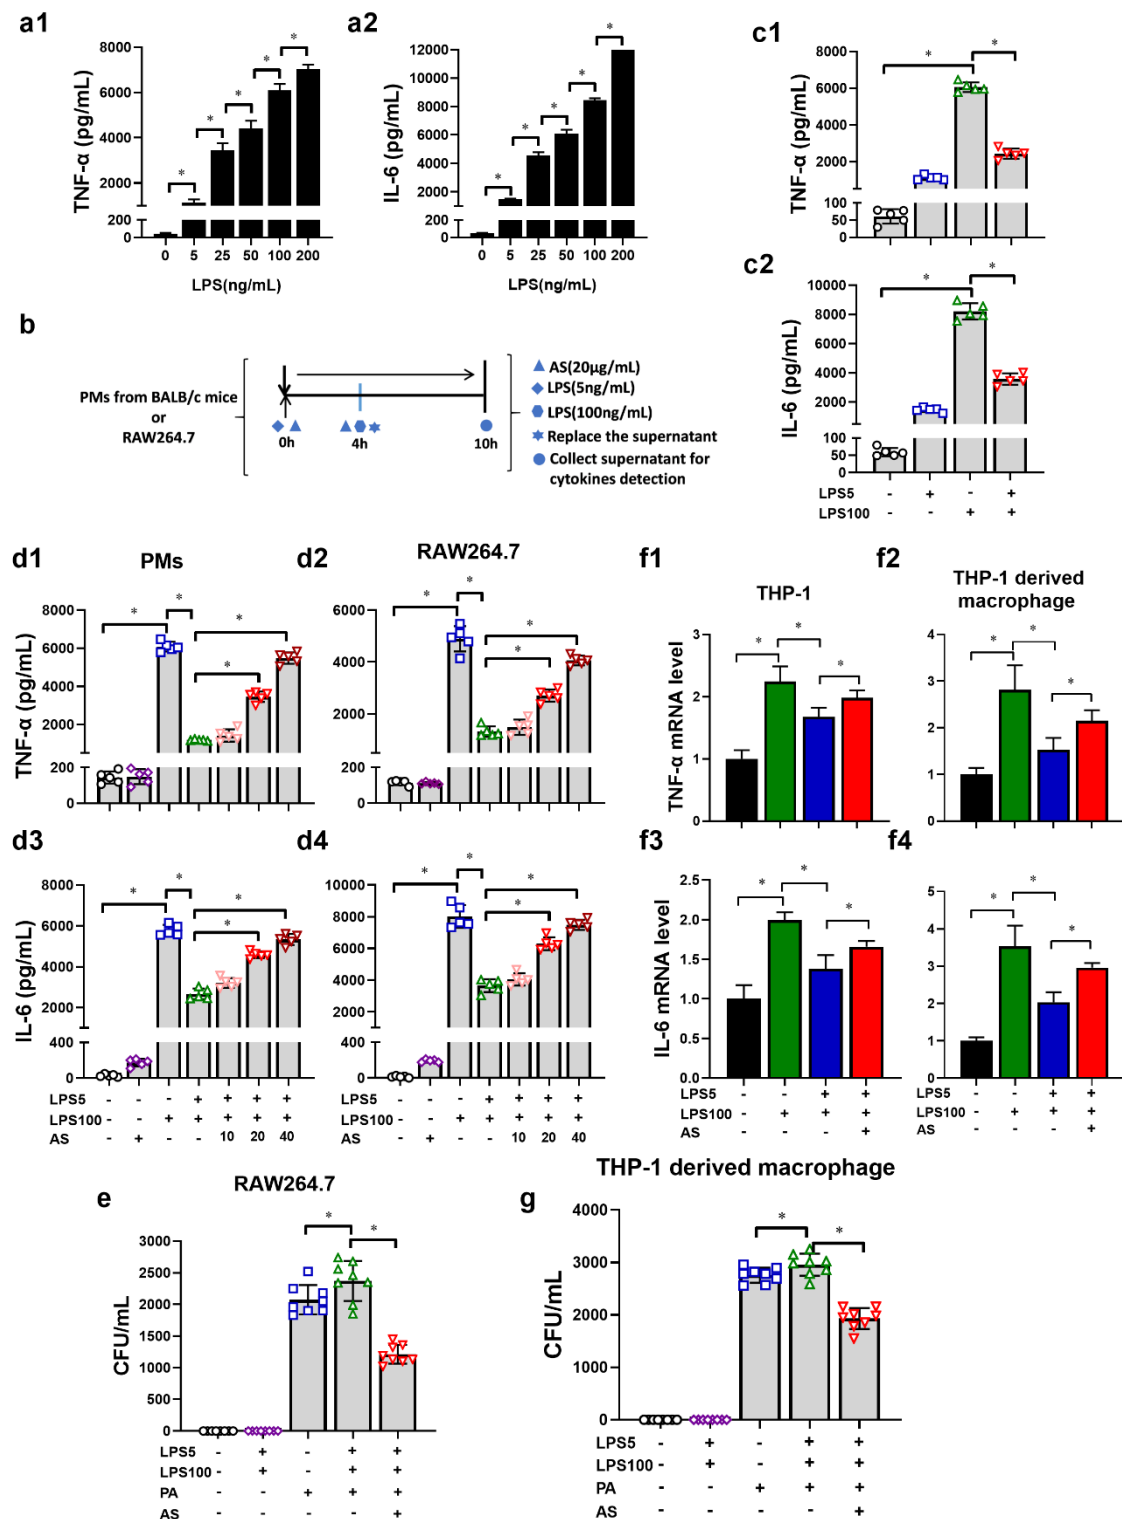 a1
TNF-α (pg/mL)
8000
6000
4000
2000
200
0
* * * * *
0 5 25 50 100 200
LPS(ng/mL)
a2
IL-6 (pg/mL)
12000
10000
8000
6000
4000
2000
200
0
* * * * *
0 5 25 50 100 200
LPS(ng/mL)
b
PMs from BALB/c mice
or
RAW264.7
0h 4h 10h
AS(20μg/mL)
LPS(5ng/mL)
LPS(100ng/mL)
Replace the supernatant
Collect supernatant for
cytokines detection
c1
TNF-α (pg/mL)
8000
6000
4000
2000
100
50
0
* *
c2
IL-6 (pg/mL)
10000
8000
6000
4000
2000
100
50
0
* *
LPS5 - + - +
LPS100 - - + +
d1
PMs
TNF-α (pg/mL)
8000
6000
4000
2000
200
0
* * * *
d2
RAW264.7
6000
4000
2000
200
0
* * * *
d3
IL-6 (pg/mL)
8000
6000
4000
2000
400
0
* * * *
LPS5 - - - + + + +
LPS100 - - + + + + +
AS - + - - 10 20 40
d4
10000
8000
6000
4000
2000
400
0
* * * *
- - - + + + +
- - + + + + +
- + - - 10 20 40
f1
THP-1
TNF-α mRNA level
3
2
1
0
* * *
f2
THP-1 derived
macrophage
4
3
2
1
0
* * *
f3
IL-6 mRNA level
2.5
2.0
1.5
1.0
0.5
0.0
* * *
LPS5 - - + +
LPS100 - + + +
AS - - - +
f4
5
4
3
2
1
0
* * *
- - + +
- + + +
- - - +
e
RAW264.7
CFU/mL
3000
2500
2000
1500
1000
500
0
* *
LPS5 - + - + +
LPS100 - + - + +
PA - - + + +
AS - - - - +
g
THP-1 derived macrophage
CFU/mL
4000
3000
2000
1000
0
* *
LPS5 - + - + +
LPS100 - + - + +
PA - - + + +
AS - - - - +